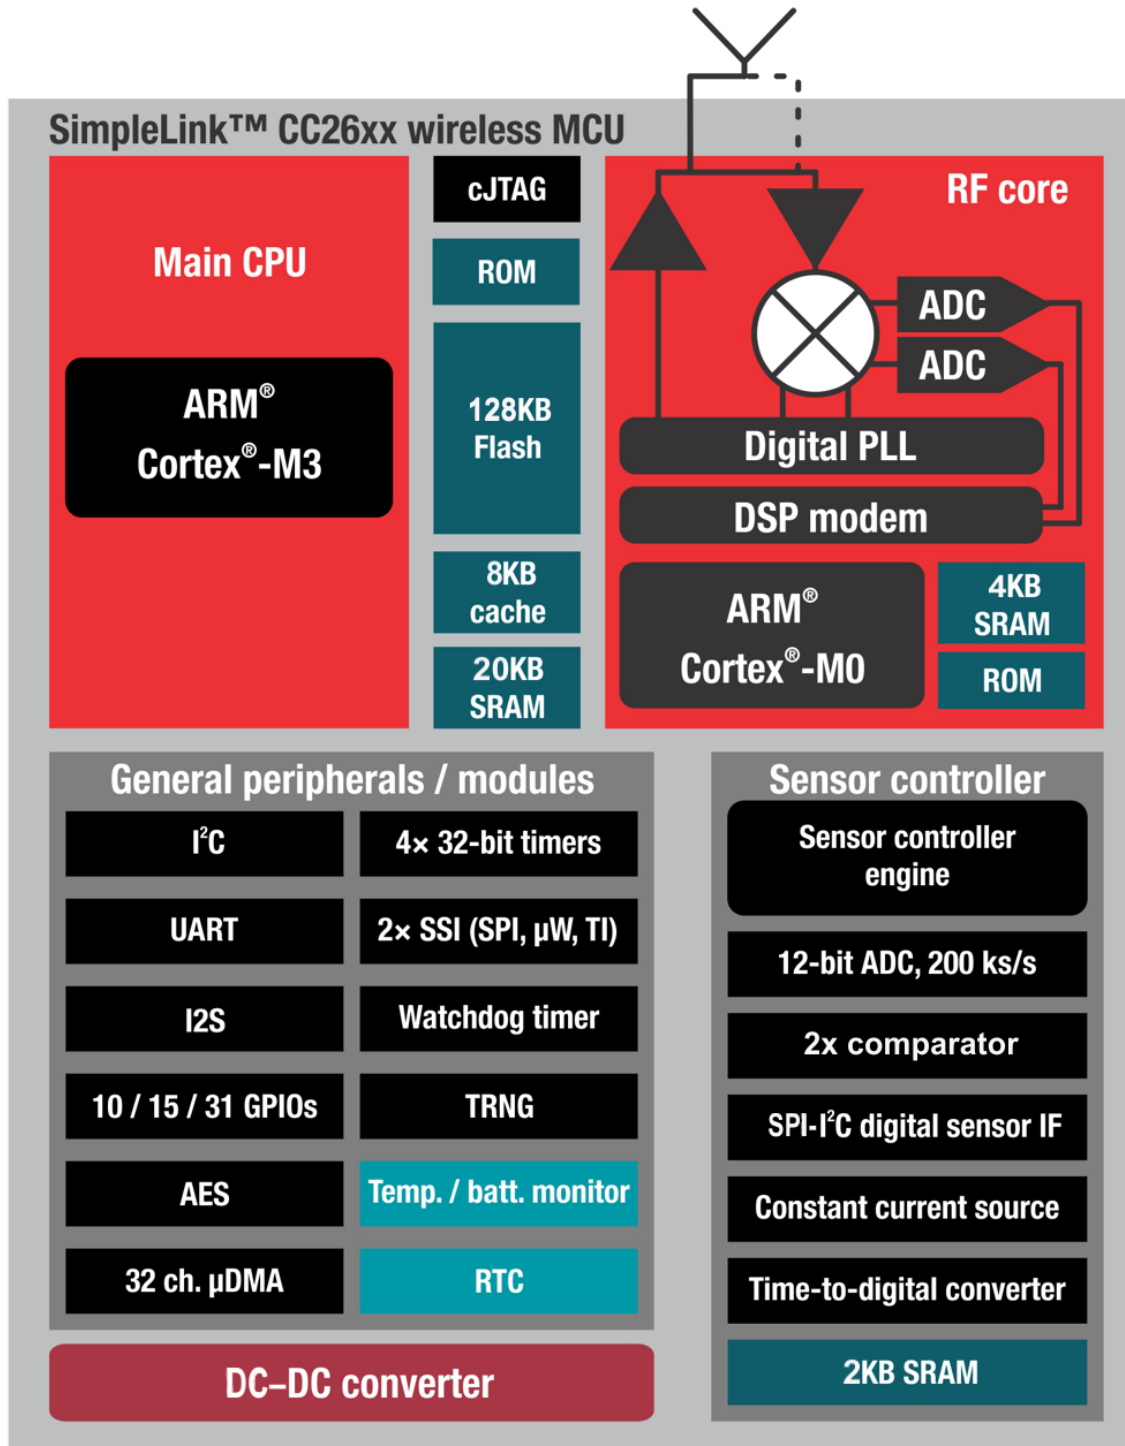 SimpleLink™ CC26xx wireless MCU
Main CPU
ARM®
Cortex®-M3
cJTAG
ROM
128KB
Flash
8KB
cache
20KB
SRAM
RF core
ADC
ADC
Digital PLL
DSP modem
ARM®
Cortex®-M0
4KB
SRAM
ROM
General peripherals / modules
I²C
4× 32-bit timers
UART
2× SSI (SPI, µW, TI)
I2S
Watchdog timer
10 / 15 / 31 GPIOs
TRNG
AES
Temp. / batt. monitor
32 ch. µDMA
RTC
DC–DC converter
Sensor controller
Sensor controller
engine
12-bit ADC, 200 ks/s
2x comparator
SPI-I²C digital sensor IF
Constant current source
Time-to-digital converter
2KB SRAM